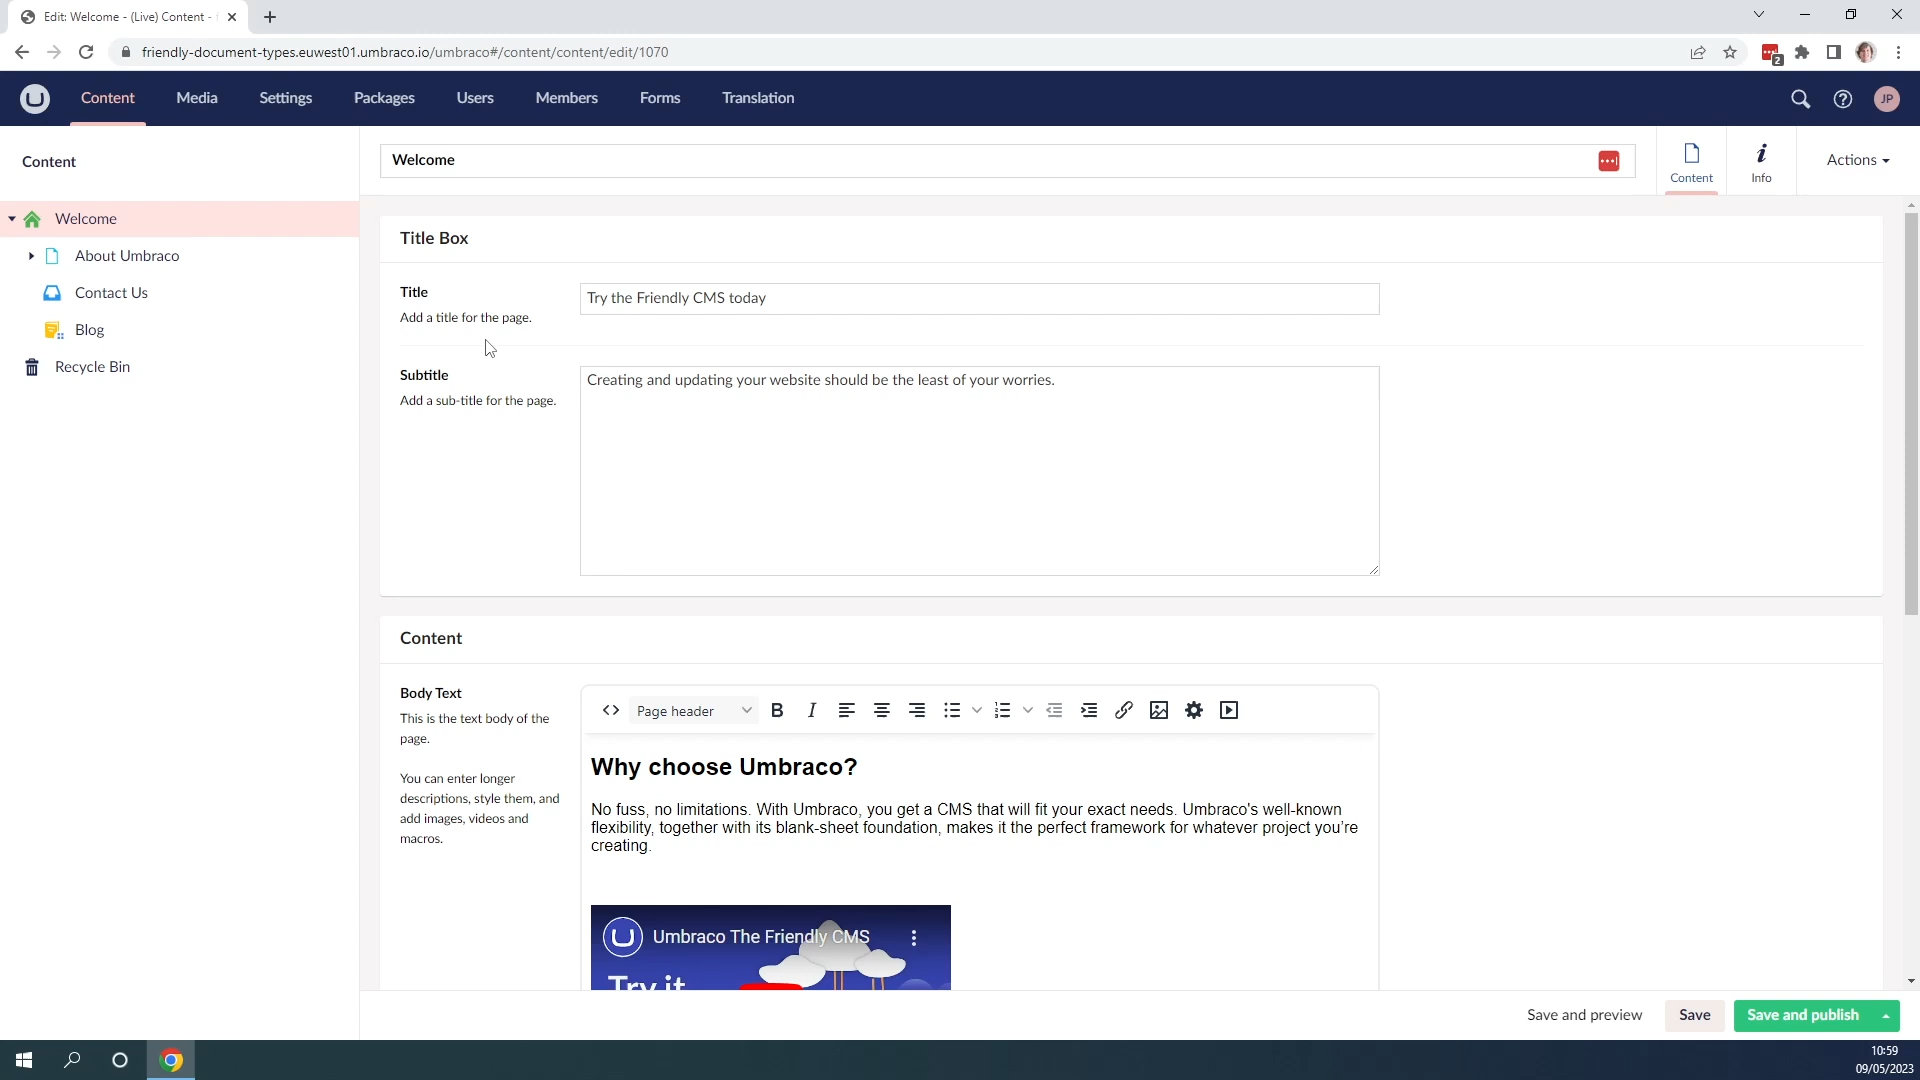 Edit: Welcome - (Live) Content -
friendly-document-types.euwest01.umbraco.io/umbraco#/content/content/edit/1070
2
Content
Media
Settings
Packages
Users
Members
Forms
Translation
JP
Content
Welcome
About Umbraco
Contact Us
Blog
Recycle Bin
Welcome
Content
Info
Actions
Title Box
Title
Add a title for the page.
Try the Friendly CMS today
Subtitle
Add a sub-title for the page.
Creating and updating your website should be the least of your worries.
Content
Body Text
This is the text body of the
page.
You can enter longer
descriptions, style them, and
add images, videos and
macros.
Page header
B I
Why choose Umbraco?
No fuss, no limitations. With Umbraco, you get a CMS that will fit your exact needs. Umbraco's well-known
flexibility, together with its blank-sheet foundation, makes it the perfect framework for whatever project you're
creating.
Umbraco The Friendly CMS
Try it
Save and preview
Save
Save and publish
10:59
09/05/2023